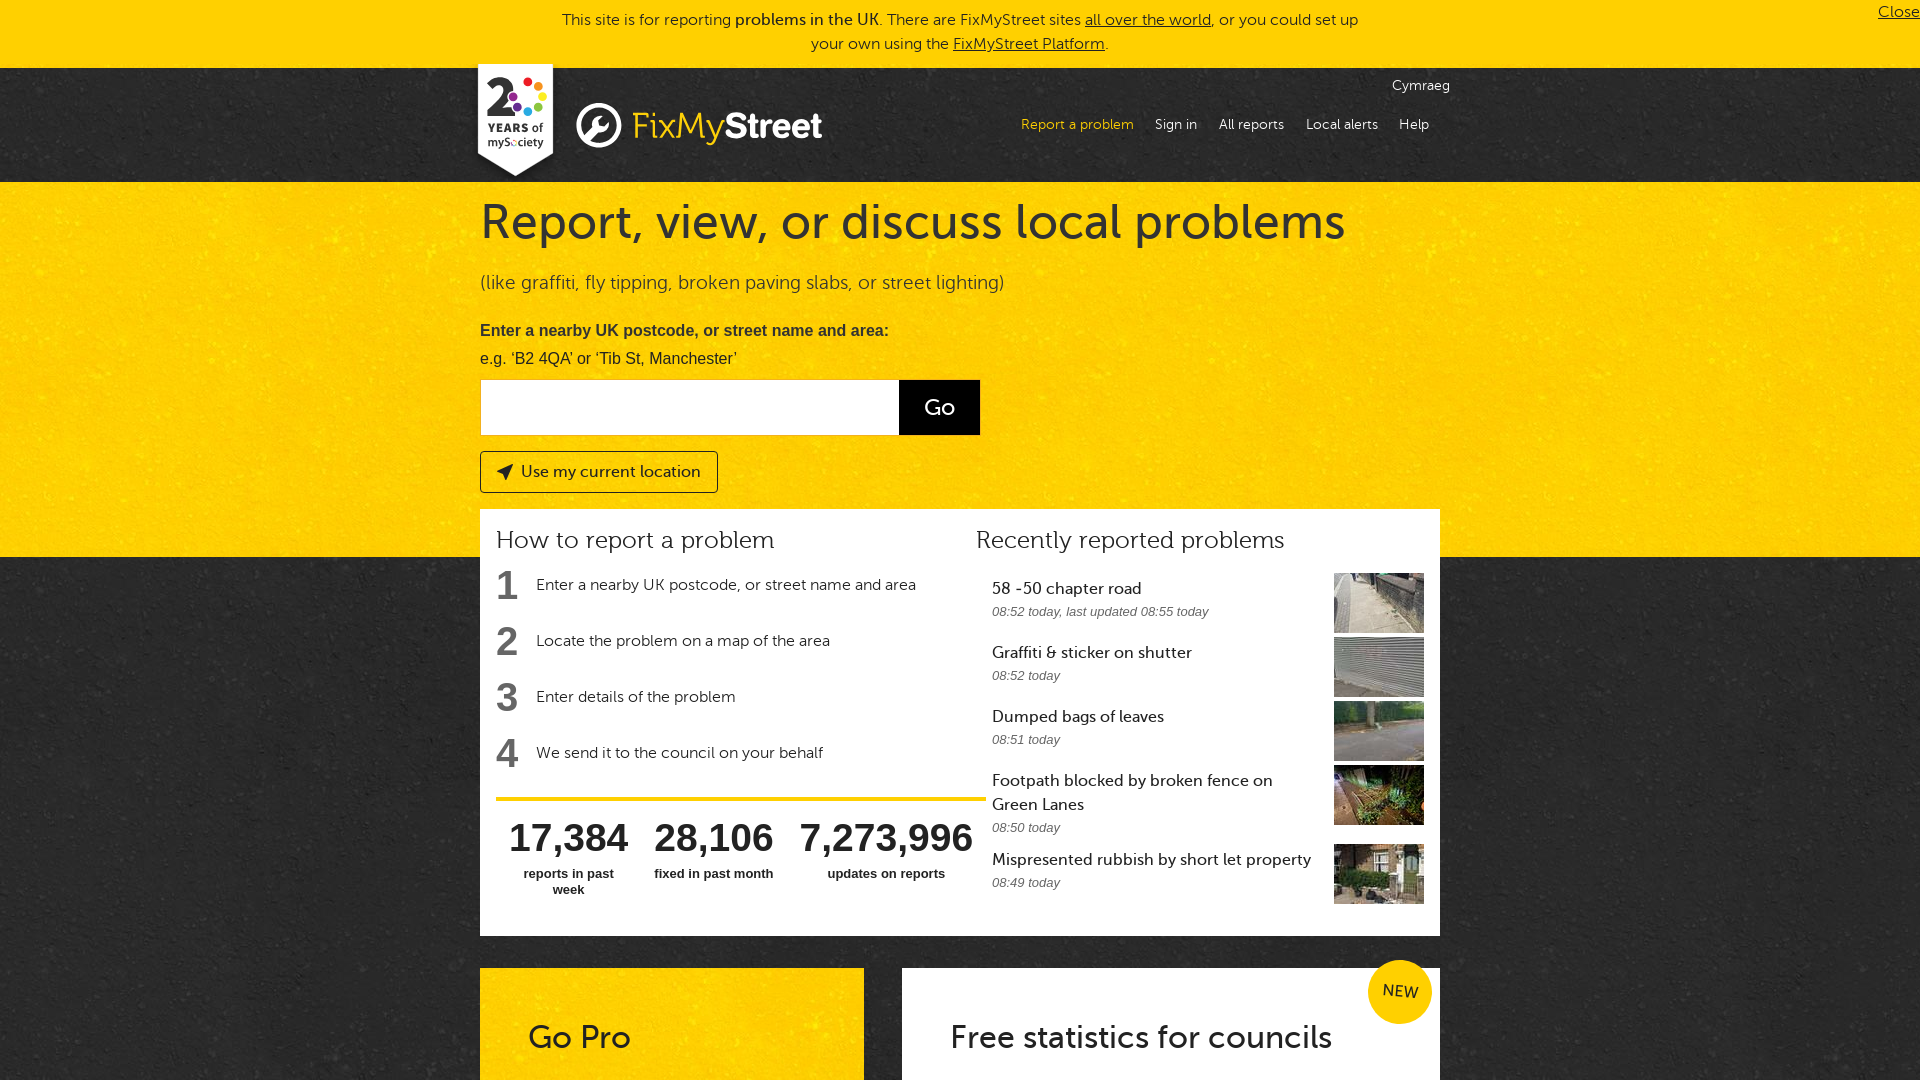 This site is for reporting problems in the UK. There are FixMyStreet sites all over the world, or you could set up
your own using the FixMyStreet Platform.
Close
20
YEARS of
mySociety
FixMyStreet
Cymraeg
Report a problem
Sign in
All reports
Local alerts
Help
Report, view, or discuss local problems
(like graffiti, fly tipping, broken paving slabs, or street lighting)
Enter a nearby UK postcode, or street name and area:
e.g. ‘B2 4QA’ or ‘Tib St, Manchester’
Go
Use my current location
How to report a problem
1 Enter a nearby UK postcode, or street name and area
2 Locate the problem on a map of the area
3 Enter details of the problem
4 We send it to the council on your behalf
17,384
reports in past
week
28,106
fixed in past month
7,273,996
updates on reports
Recently reported problems
58 -50 chapter road
08:52 today, last updated 08:55 today
Graffiti & sticker on shutter
08:52 today
Dumped bags of leaves
08:51 today
Footpath blocked by broken fence on
Green Lanes
08:50 today
Mispresented rubbish by short let property
08:49 today
Go Pro
NEW
Free statistics for councils